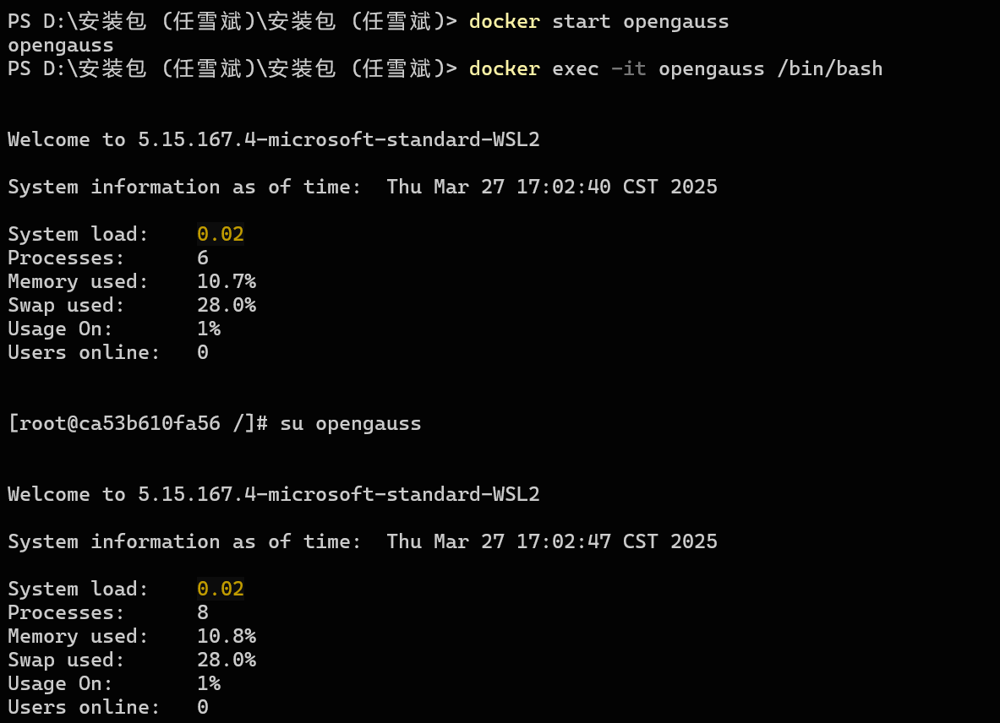 PS D:\安装包 (任雪斌)\安装包 (任雪斌)> docker start opengauss
opengauss
PS D:\安装包 (任雪斌)\安装包 (任雪斌)> docker exec -it opengauss /bin/bash
Welcome to 5.15.167.4-microsoft-standard-WSL2
System information as of time:  Thu Mar 27 17:02:40 CST 2025
System load:    0.02
Processes:      6
Memory used:    10.7%
Swap used:      28.0%
Usage On:       1%
Users online:   0
[root@ca53b610fa56 /]# su opengauss
Welcome to 5.15.167.4-microsoft-standard-WSL2
System information as of time:  Thu Mar 27 17:02:47 CST 2025
System load:    0.02
Processes:      8
Memory used:    10.8%
Swap used:      28.0%
Usage On:       1%
Users online:   0